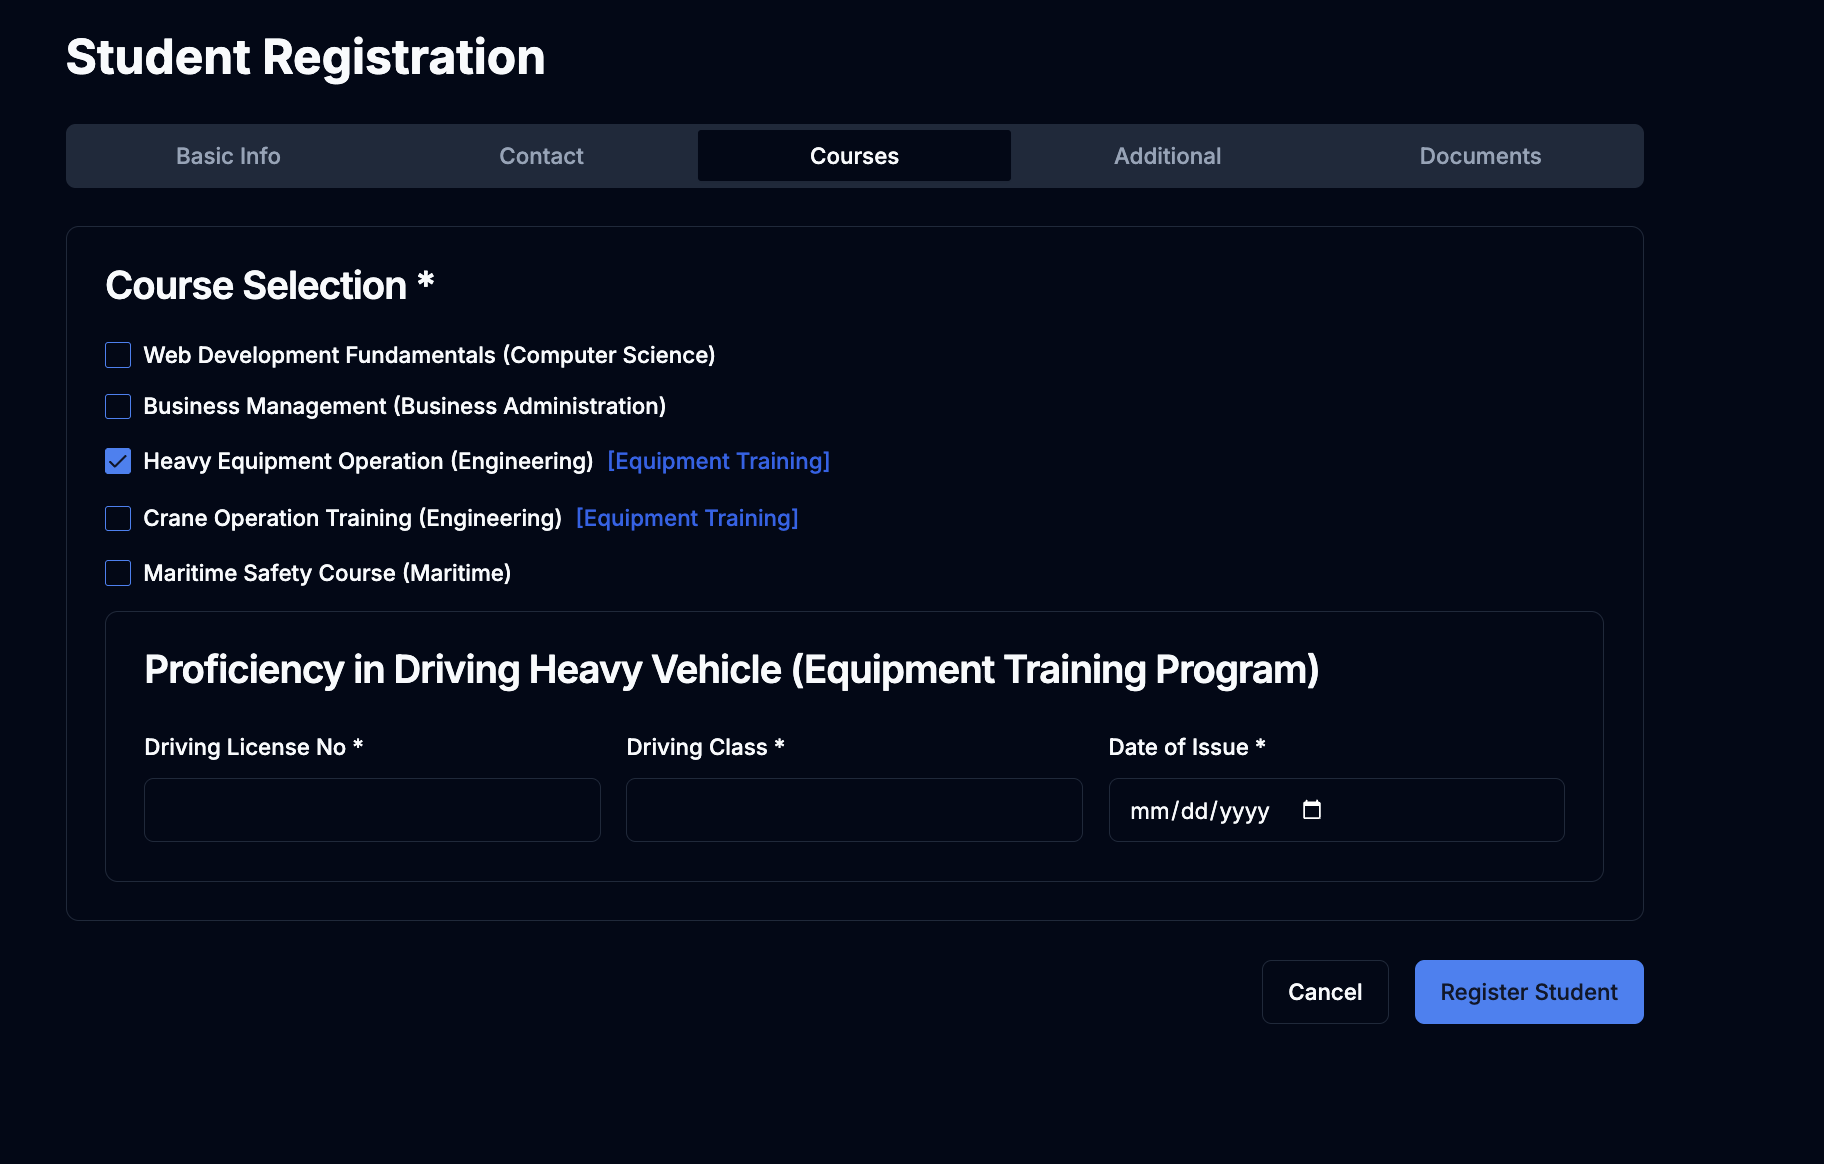 Student Registration
Basic Info Contact Courses Additional Documents
Course Selection *
Web Development Fundamentals (Computer Science)
Business Management (Business Administration)
Heavy Equipment Operation (Engineering) [Equipment Training]
Crane Operation Training (Engineering) [Equipment Training]
Maritime Safety Course (Maritime)
Proficiency in Driving Heavy Vehicle (Equipment Training Program)
Driving License No * Driving Class * Date of Issue *
mm/dd/yyyy
Cancel Register Student